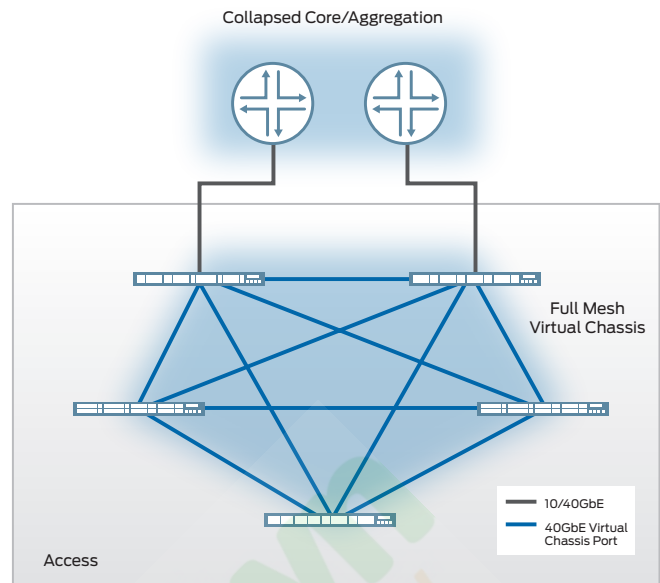 Collapsed Core/Aggregation
Full Mesh
Virtual Chassis
10/40GbE
40GbE Virtual
Chassis Port
Access